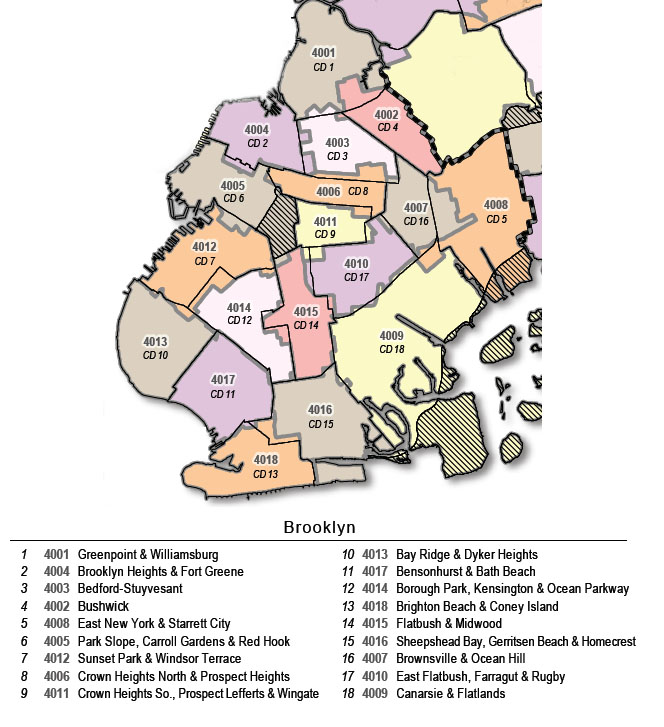 4001
CD 1
4002
CD 4
4004
CD 2
4003
CD 3
4005
CD 6
4006 CD 8
4007
CD 16
4008
CD 5
4011
CD 9
4012
CD 7
4010
CD 17
4014
CD 12
4015
CD 14
4013
CD 10
4009
CD 18
4017
CD 11
4016
CD 15
4018
CD 13
Brooklyn
1 4001 Greenpoint & Williamsburg
2 4004 Brooklyn Heights & Fort Greene
3 4003 Bedford-Stuyvesant
4 4002 Bushwick
5 4008 East New York & Starrett City
6 4005 Park Slope, Carroll Gardens & Red Hook
7 4012 Sunset Park & Windsor Terrace
8 4006 Crown Heights North & Prospect Heights
9 4011 Crown Heights So., Prospect Lefferts & Wingate
10 4013 Bay Ridge & Dyker Heights
11 4017 Bensonhurst & Bath Beach
12 4014 Borough Park, Kensington & Ocean Parkway
13 4018 Brighton Beach & Coney Island
14 4015 Flatbush & Midwood
15 4016 Sheepshead Bay, Gerritsen Beach & Homecrest
16 4007 Brownsville & Ocean Hill
17 4010 East Flatbush, Farragut & Rugby
18 4009 Canarsie & Flatlands